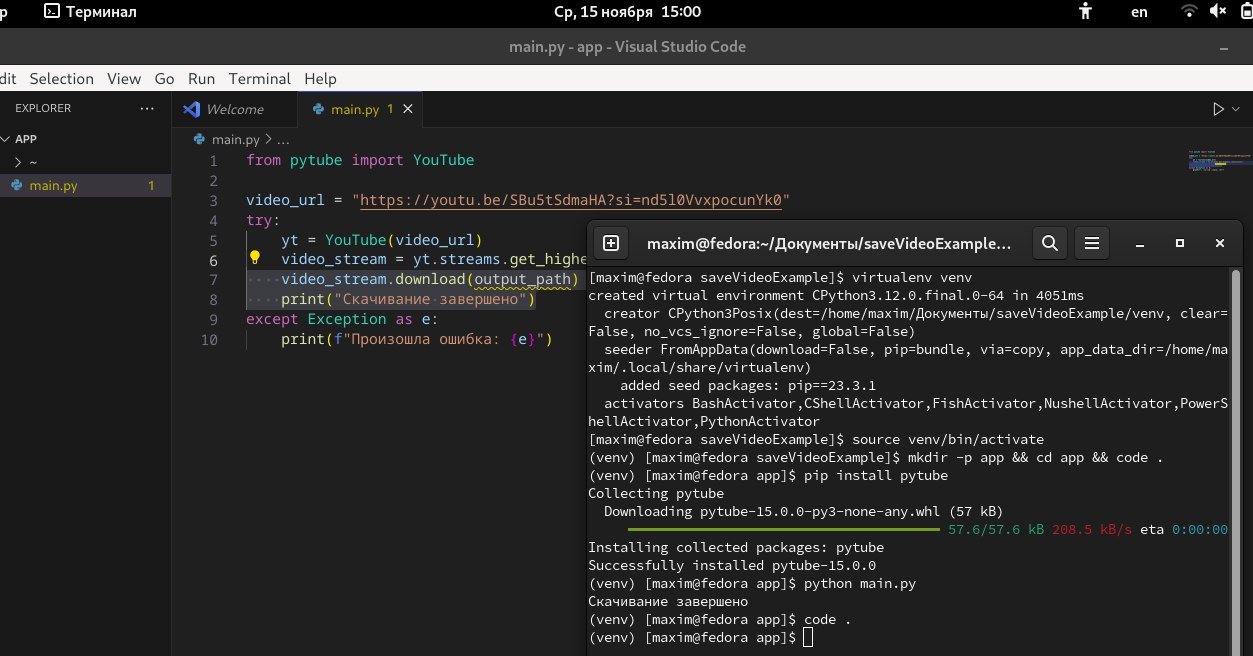 р Терминал Ср, 15 ноября 15:00 en
main.py - app - Visual Studio Code
dit Selection View Go Run Terminal Help
EXPLORER ··· Welcome main.py 1
APP
~
main.py 1
main.py > ...
1 from pytube import YouTube
2
3 video_url = "https://youtu.be/SBu5tSdmaHA?si=nd5l0VvxpocunYk0"
4 try:
5 yt = YouTube(video_url)
6 video_stream = yt.streams.get_highe
7 video_stream.download(output_path)
8 print("Скачивание завершено")
9 except Exception as e:
10 print(f"Произошла ошибка: {e}")
maxim@fedora:~/Документы/saveVideoExample...
[maxim@fedora saveVideoExample]$ virtualenv venv
created virtual environment CPython3.12.0.final.0-64 in 4051ms
creator CPython3Posix(dest=/home/maxim/Документы/saveVideoExample/venv, clear=
False, no_vcs_ignore=False, global=False)
seeder FromAppData(download=False, pip=bundle, via=copy, app_data_dir=/home/ma
xim/.local/share/virtualenv)
added seed packages: pip==23.3.1
activators BashActivator,CShellActivator,FishActivator,NushellActivator,PowerS
hellActivator,PythonActivator
[maxim@fedora saveVideoExample]$ source venv/bin/activate
(venv) [maxim@fedora saveVideoExample]$ mkdir -p app && cd app && code .
(venv) [maxim@fedora app]$ pip install pytube
Collecting pytube
Downloading pytube-15.0.0-py3-none-any.whl (57 kB)
57.6/57.6 kB 208.5 kB/s eta 0:00:00
Installing collected packages: pytube
Successfully installed pytube-15.0.0
(venv) [maxim@fedora app]$ python main.py
Скачивание завершено
(venv) [maxim@fedora app]$ code .
(venv) [maxim@fedora app]$